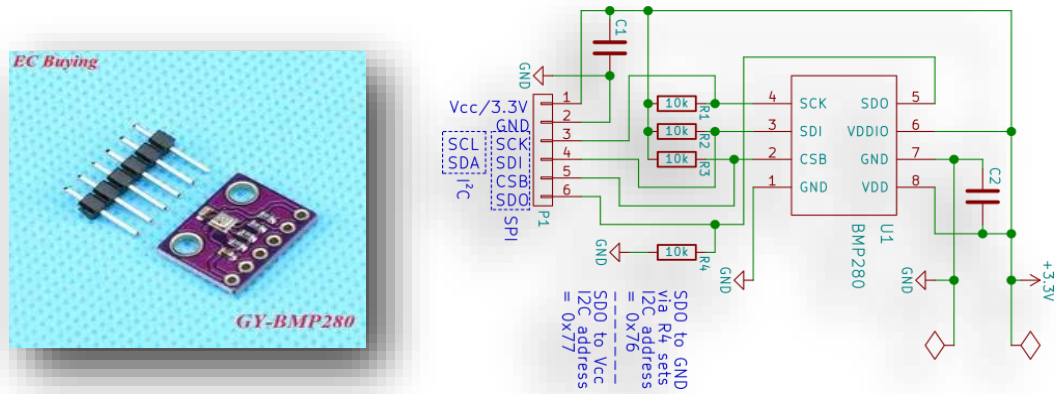 EC Buying
GY-BMP280
C1
GND
Vcc/3.3V
GND
SCL
SCK
SDA
SDI
I²C
CSB
SDO
SPI
1
2
3
4
5
6
P1
10k
R1
10k
R2
10k
R3
10k
R4
GND
GND
4
SCK
SDO
5
3
SDI
VDDIO
6
2
CSB
GND
7
1
GND
VDD
8
U1
BMP280
C2
GND
+3.3V
SDO to GND
via R4 sets
I2C address
= 0x76
-------
SDO to Vcc
I2C address
= 0x77